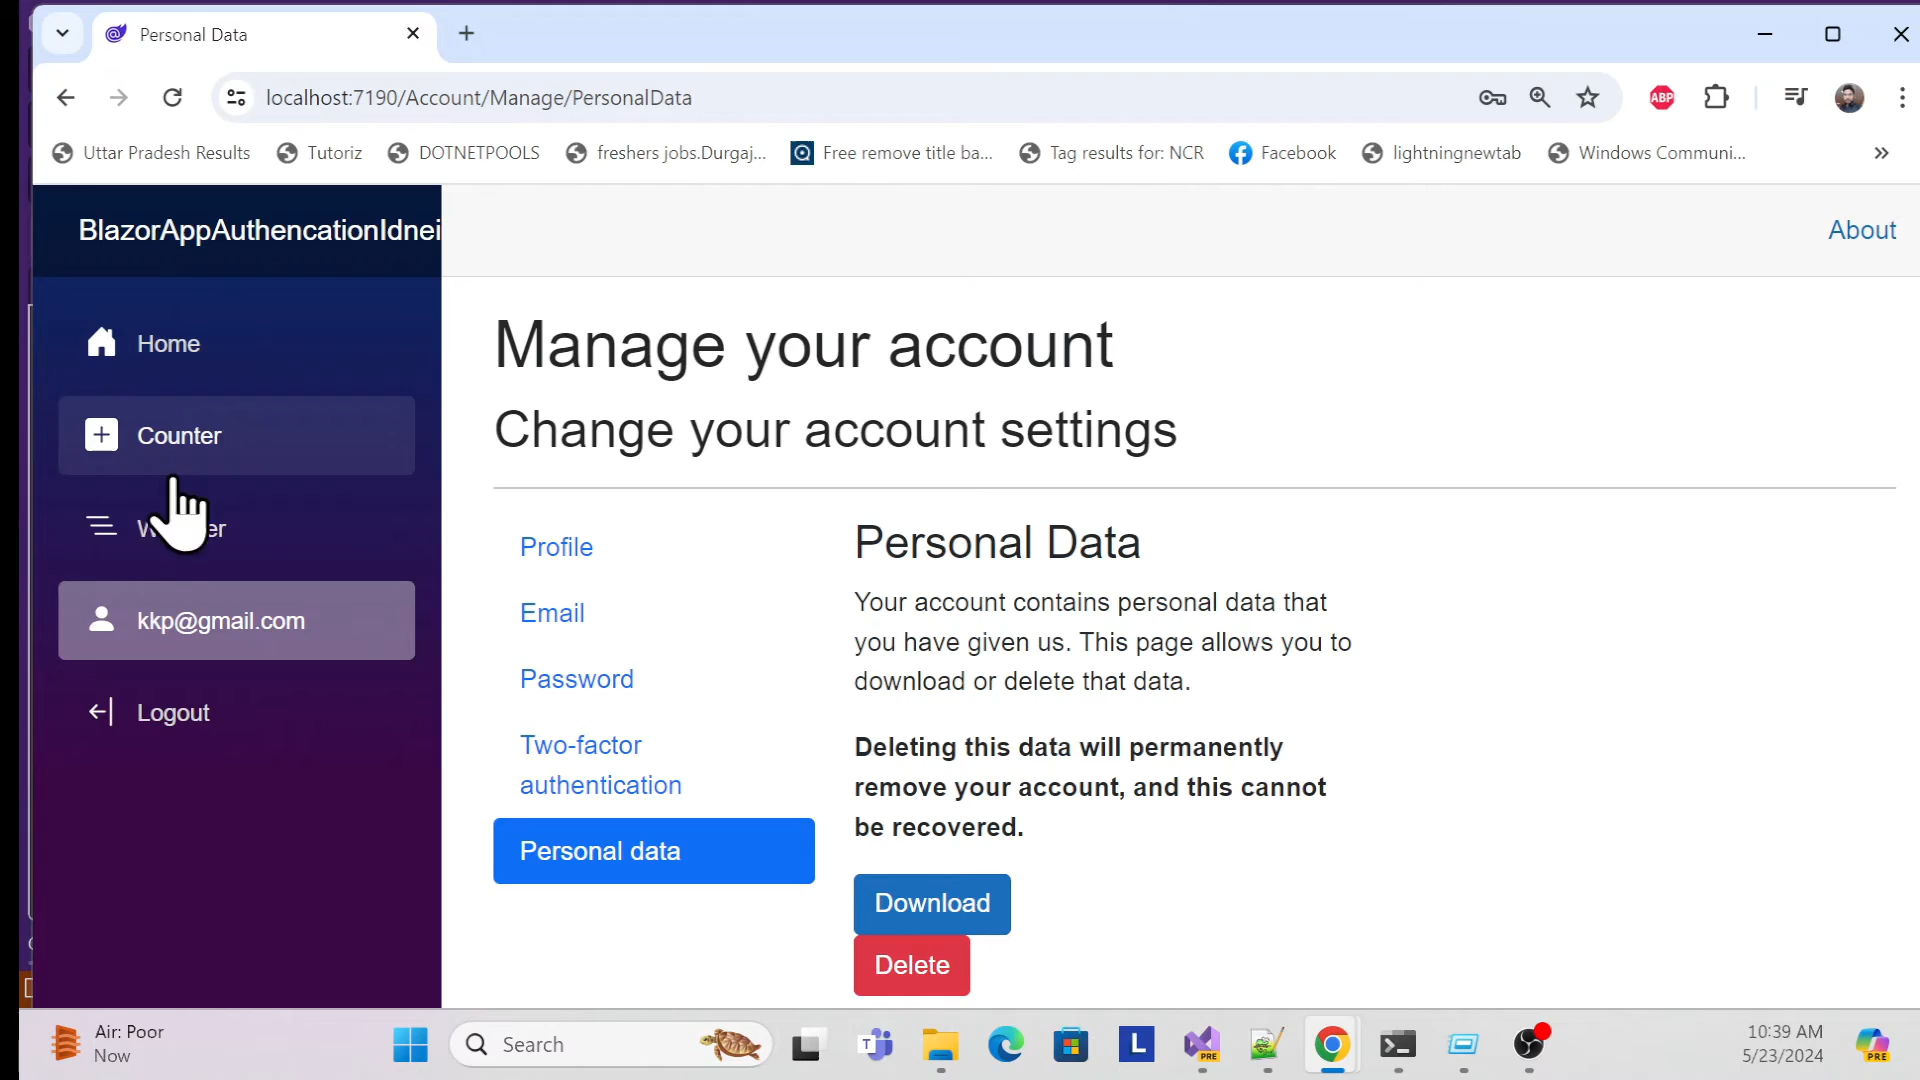 Personal Data
localhost:7190/Account/Manage/PersonalData
ABP
Uttar Pradesh Results
Tutoriz
DOTNETPOOLS
freshers jobs.Durgaj...
Free remove title ba...
Tag results for: NCR
Facebook
lightningnewtab
Windows Communi...
BlazorAppAuthencationIdnei
About
Home
Counter
kkp@gmail.com
Logout
Manage your account
Change your account settings
Profile
Email
Password
Two-factor
authentication
Personal data
Personal Data
Your account contains personal data that
you have given us. This page allows you to
download or delete that data.
Deleting this data will permanently
remove your account, and this cannot
be recovered.
Download
Delete
Air: Poor
Now
Search
L
PRE
10:39 AM
5/23/2024
PRE